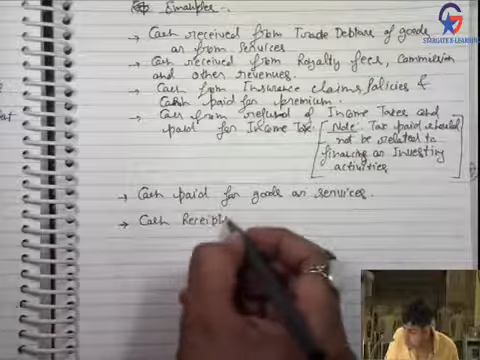 Examples
→ Cash received from Trade Debtors of goods
or from services
→ Cash received from Royalty fees, Commission
and other revenues.
→ Cash from Insurance claims Policies &
Cash paid for premium.
→ Cash from refund of Income Taxes and
paid for Income Tax. [Note: Tax paid should
not be related to
financing or Investing
activities]
→ Cash paid for goods or services.
→ Cash Receipt
STARGATE E-LEARNING